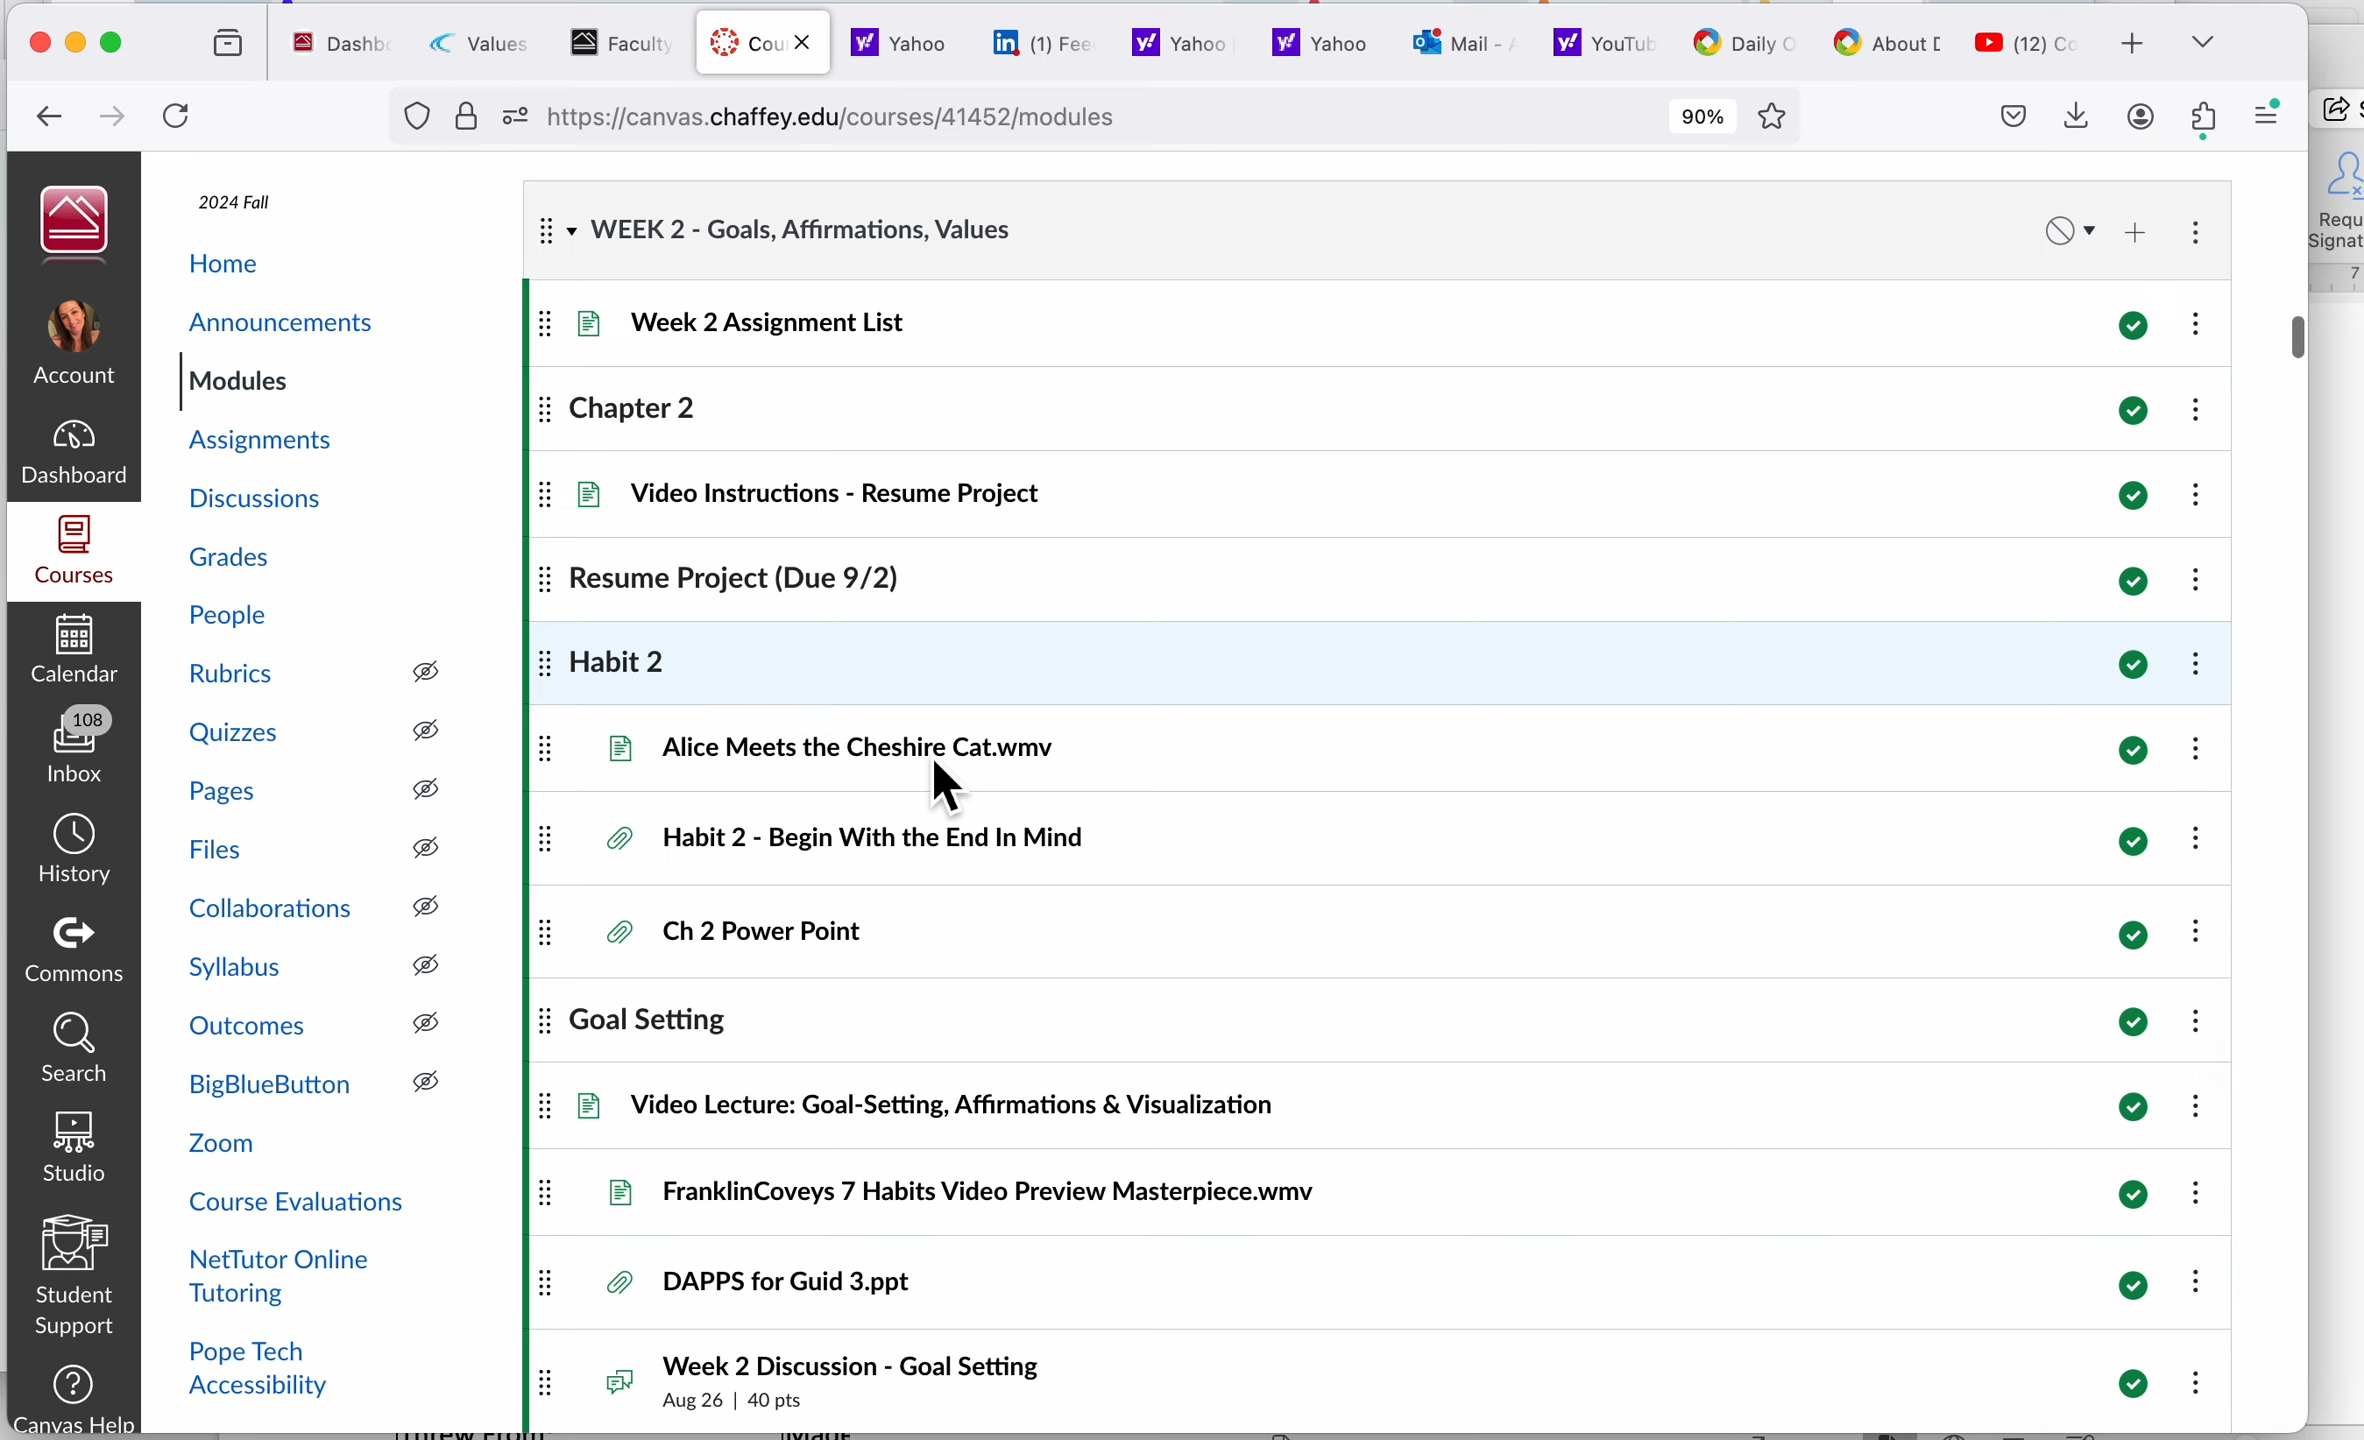 Dashbo
Values
Faculty
Cou
Yahoo
(1) Fee
Yahoo
Yahoo
Mail -
YouTub
Daily O
About D
(12) Co
https://canvas.chaffey.edu/courses/41452/modules
90%
Requ
Signat
7
Account
Dashboard
Courses
Calendar
108
Inbox
History
Commons
Search
Studio
Student
Support
Canvas Help
2024 Fall
Home
Announcements
Modules
Assignments
Discussions
Grades
People
Rubrics
Quizzes
Pages
Files
Collaborations
Syllabus
Outcomes
BigBlueButton
Zoom
Course Evaluations
NetTutor Online
Tutoring
Pope Tech
Accessibility
WEEK 2 - Goals, Affirmations, Values
Week 2 Assignment List
Chapter 2
Video Instructions - Resume Project
Resume Project (Due 9/2)
Habit 2
Alice Meets the Cheshire Cat.wmv
Habit 2 - Begin With the End In Mind
Ch 2 Power Point
Goal Setting
Video Lecture: Goal-Setting, Affirmations & Visualization
FranklinCoveys 7 Habits Video Preview Masterpiece.wmv
DAPPS for Guid 3.ppt
Week 2 Discussion - Goal Setting
Aug 26 | 40 pts